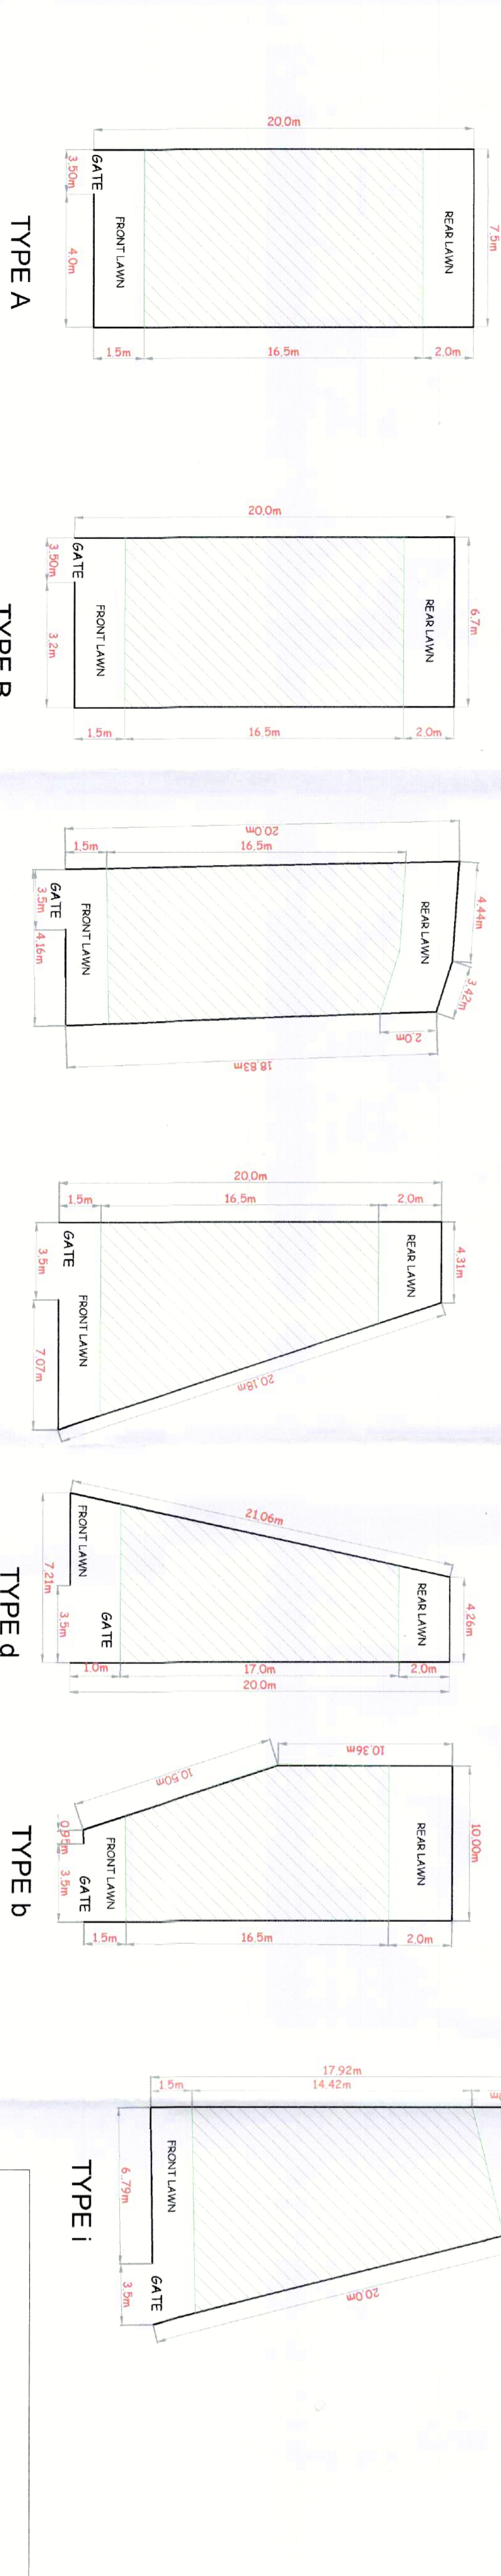 20.0m
7.5m
GATE
3.50m
4.0m
FRONT LAWN
REAR LAWN
1.5m
16.5m
2.0m
TYPE A
20.0m
6.7m
GATE
3.50m
3.2m
FRONT LAWN
REAR LAWN
1.5m
16.5m
2.0m
20.0m
1.5m
16.5m
GATE
3.5m
4.16m
FRONT LAWN
REAR LAWN
4.44m
3.42m
2.0m
18.83m
20.0m
1.5m
16.5m
2.0m
GATE
3.5m
7.07m
FRONT LAWN
REAR LAWN
4.31m
20.18m
21.06m
FRONT LAWN
7.21m
3.5m
GATE
REAR LAWN
4.26m
1.0m
17.0m
2.0m
20.0m
TYPE d
10.36m
10.50m
10.00m
0.95m
3.5m
FRONT LAWN
GATE
REAR LAWN
1.5m
16.5m
2.0m
TYPE b
17.92m
1.5m
14.42m
FRONT LAWN
6.79m
3.5m
GATE
20.0m
TYPE i